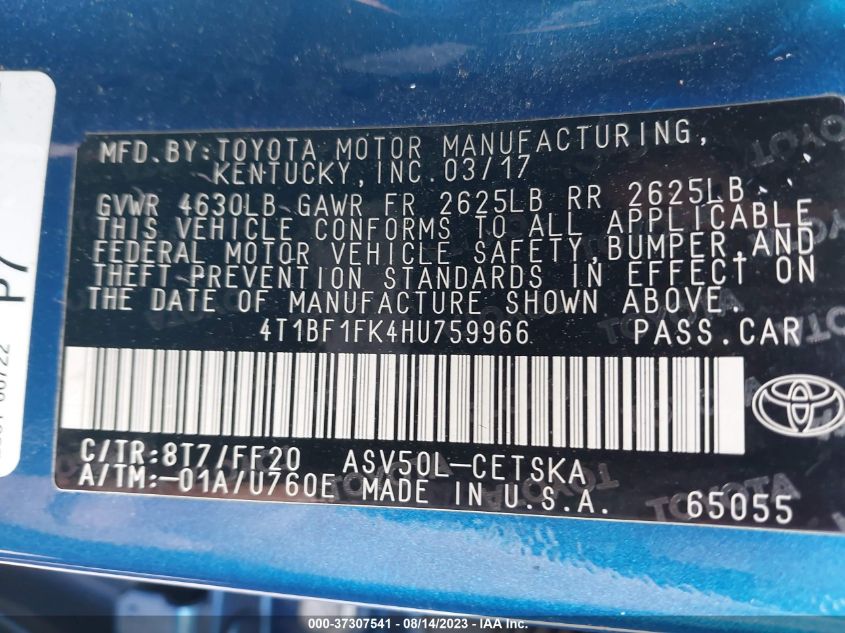 MFD.BY:TOYOTA MOTOR MANUFACTURING,
KENTUCKY,INC.03/17
GVWR 4630LB GAWR FR 2625LB RR 2625LB
THIS VEHICLE CONFORMS TO ALL APPLICABLE
FEDERAL MOTOR VEHICLE SAFETY,BUMPER,AND
THEFT PREVENTION STANDARDS IN EFFECT ON
THE DATE OF MANUFACTURE SHOWN ABOVE.
4T1BF1FK4HU759966 PASS.CAR
C/TR:8T7/FF20 ASV50L-CETSKA
A/TM:-01A/U760E MADE IN U.S.A. 65055
P7
000-37307541 - 08/14/2023 - © IAA Inc.